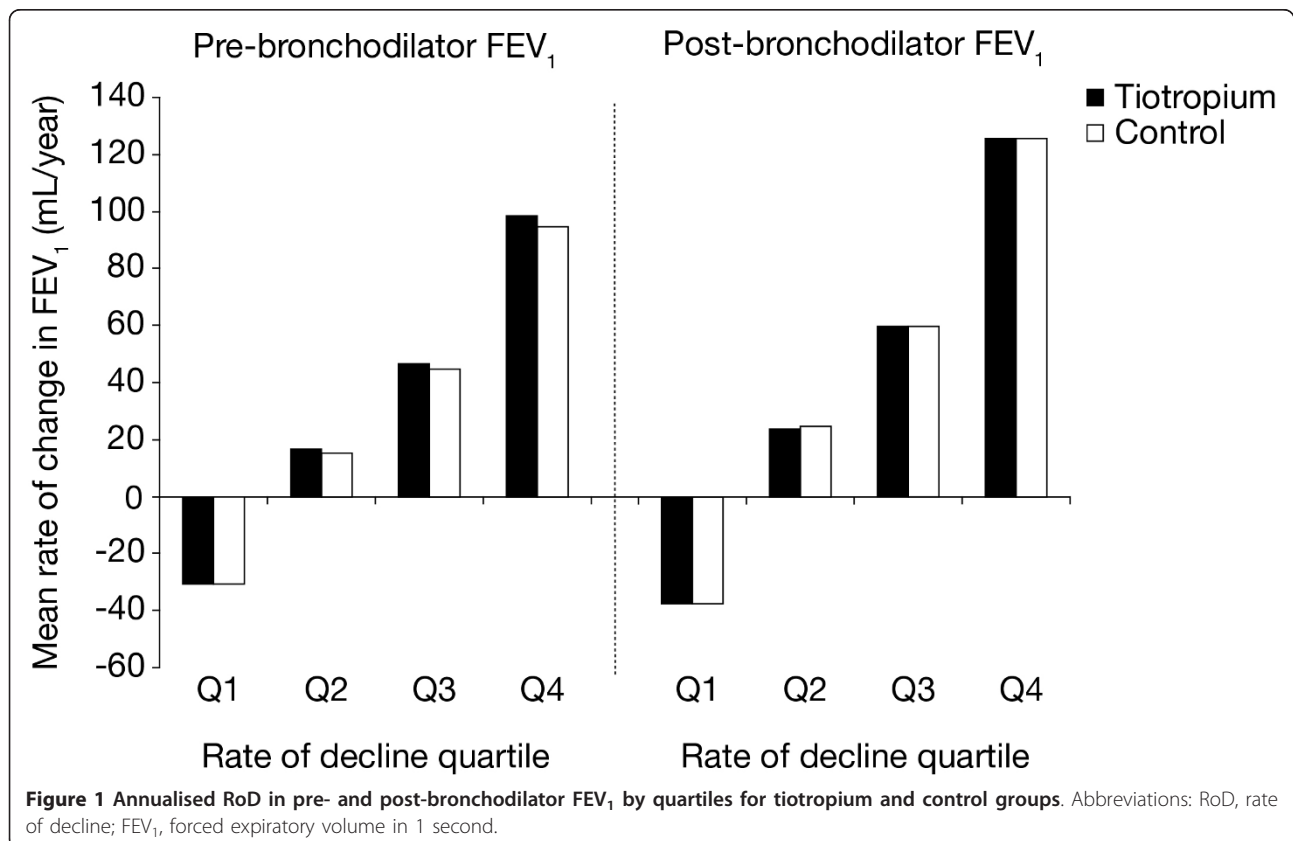 Pre-bronchodilator FEV₁
Post-bronchodilator FEV₁
Tiotropium
Control
Mean rate of change in FEV₁ (mL/year)
140
120
100
80
60
40
20
0
-20
-40
-60
Q1 Q2 Q3 Q4
Q1 Q2 Q3 Q4
Rate of decline quartile
Rate of decline quartile
Figure 1 Annualised RoD in pre- and post-bronchodilator FEV₁ by quartiles for tiotropium and control groups. Abbreviations: RoD, rate
of decline; FEV₁, forced expiratory volume in 1 second.